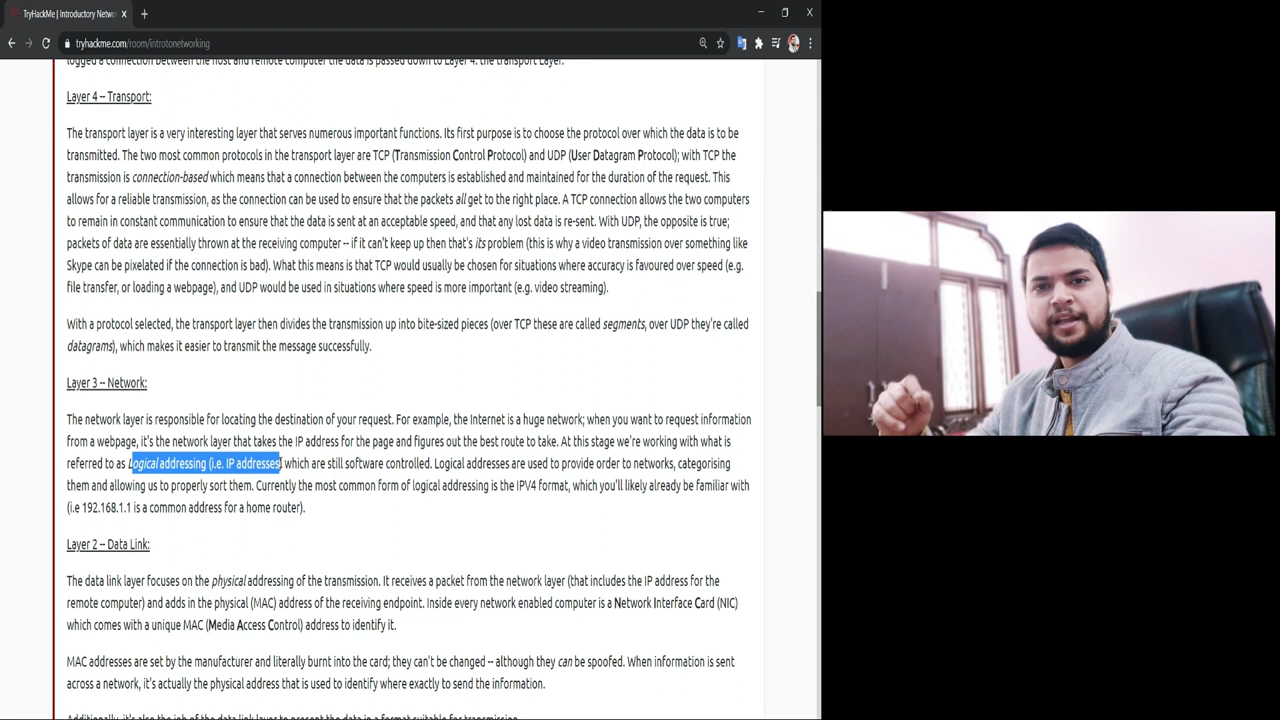 TryHackMe | Introductory Netwo
tryhackme.com/room/introtonetworking
logged a connection between the host and remote computer the data is passed down to Layer 4: the transport Layer.
Layer 4 -- Transport:
The transport layer is a very interesting layer that serves numerous important functions. Its first purpose is to choose the protocol over which the data is to be
transmitted. The two most common protocols in the transport layer are TCP (Transmission Control Protocol) and UDP (User Datagram Protocol); with TCP the
transmission is connection-based which means that a connection between the computers is established and maintained for the duration of the request. This
allows for a reliable transmission, as the connection can be used to ensure that the packets all get to the right place. A TCP connection allows the two computers
to remain in constant communication to ensure that the data is sent at an acceptable speed, and that any lost data is re-sent. With UDP, the opposite is true;
packets of data are essentially thrown at the receiving computer -- if it can't keep up then that's its problem (this is why a video transmission over something like
Skype can be pixelated if the connection is bad). What this means is that TCP would usually be chosen for situations where accuracy is favoured over speed (e.g.
file transfer, or loading a webpage), and UDP would be used in situations where speed is more important (e.g. video streaming).
With a protocol selected, the transport layer then divides the transmission up into bite-sized pieces (over TCP these are called segments, over UDP they're called
datagrams), which makes it easier to transmit the message successfully.
Layer 3 -- Network:
The network layer is responsible for locating the destination of your request. For example, the Internet is a huge network; when you want to request information
from a webpage, it's the network layer that takes the IP address for the page and figures out the best route to take. At this stage we're working with what is
referred to as Logical addressing (i.e. IP addresses) which are still software controlled. Logical addresses are used to provide order to networks, categorising
them and allowing us to properly sort them. Currently the most common form of logical addressing is the IPV4 format, which you'll likely already be familiar with
(i.e 192.168.1.1 is a common address for a home router).
Layer 2 -- Data Link:
The data link layer focuses on the physical addressing of the transmission. It receives a packet from the network layer (that includes the IP address for the
remote computer) and adds in the physical (MAC) address of the receiving endpoint. Inside every network enabled computer is a Network Interface Card (NIC)
which comes with a unique MAC (Media Access Control) address to identify it.
MAC addresses are set by the manufacturer and literally burnt into the card; they can't be changed -- although they can be spoofed. When information is sent
across a network, it's actually the physical address that is used to identify where exactly to send the information.
Additionally, it's also the job of the data link layer to present the data in a format suitable for transmission.